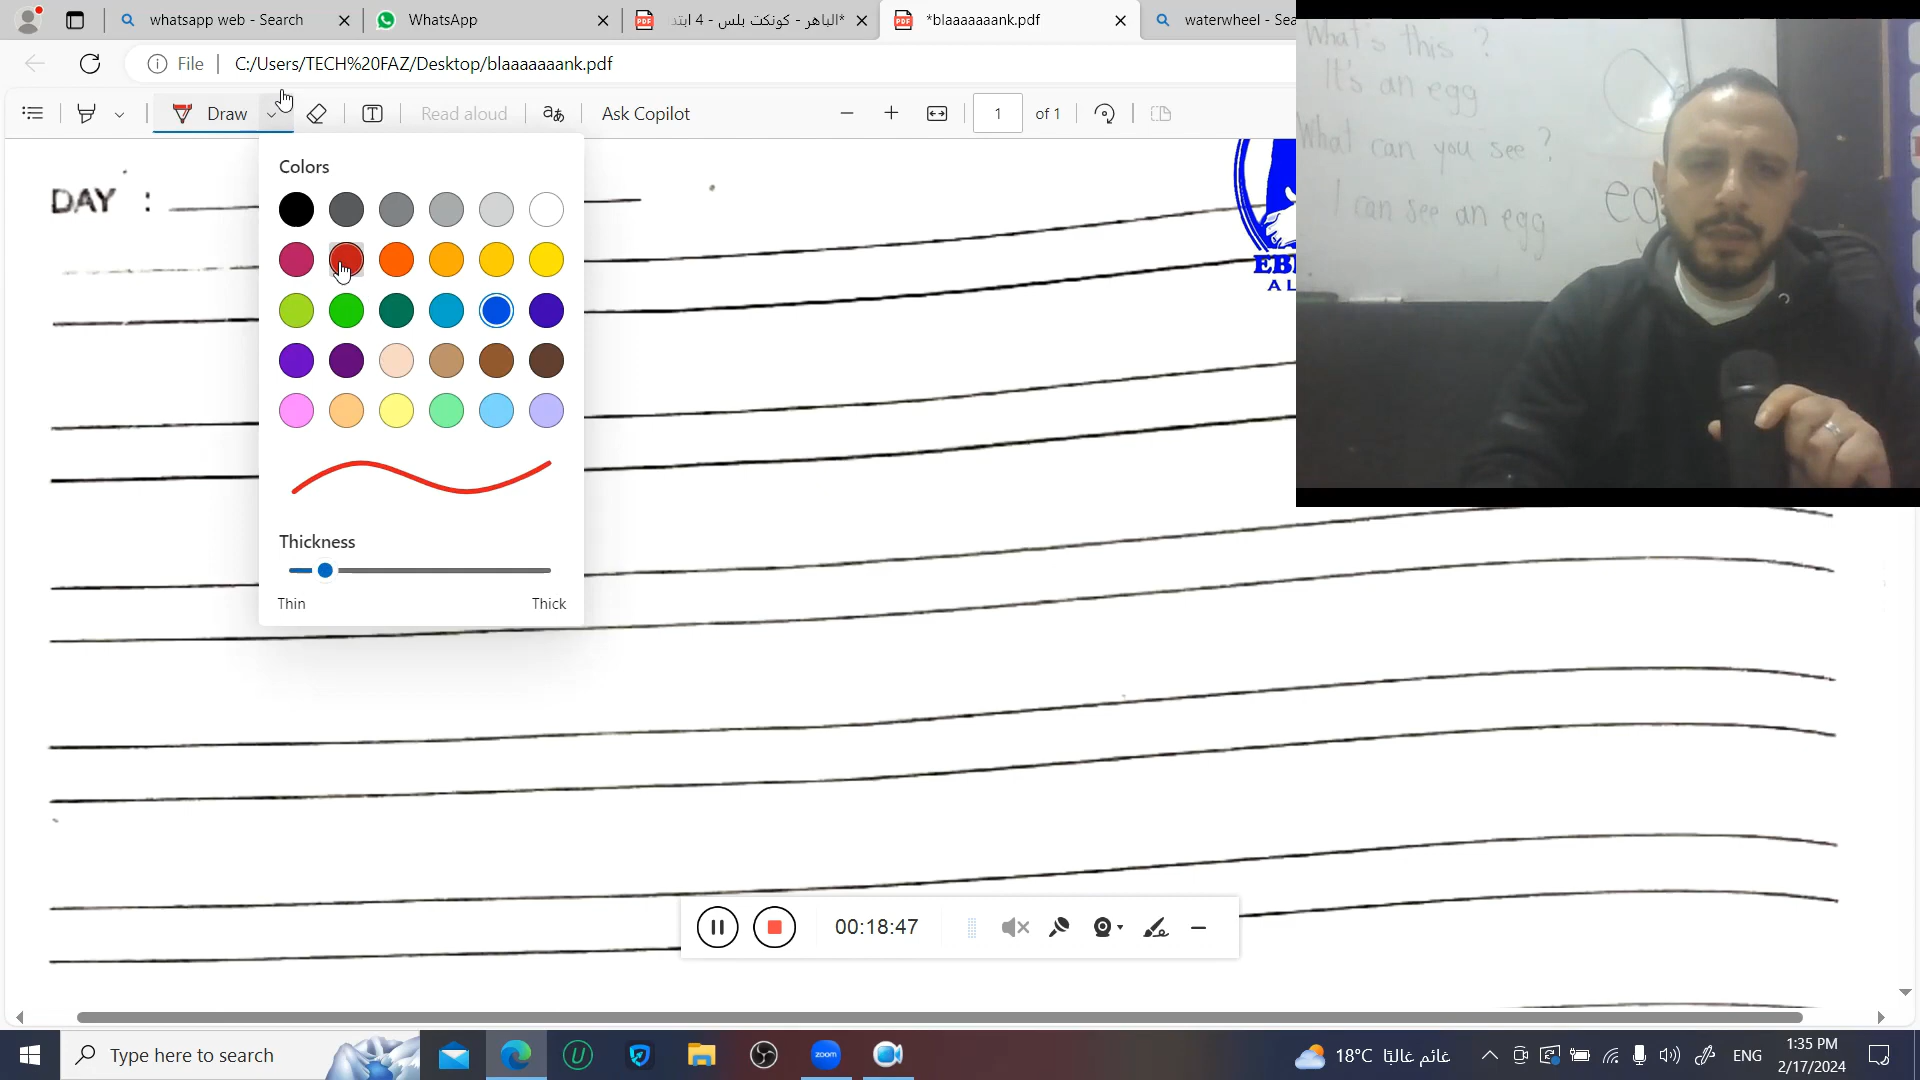 whatsapp web - Search
WhatsApp
*الباهر - كونكت بلس - 4 ابتد
*blaaaaaaank.pdf
waterwheel - Sea
File
C:/Users/TECH%20FAZ/Desktop/blaaaaaaank.pdf
Draw
Read aloud
aあ
Ask Copilot
1
of 1
Colors
DAY :
Thickness
Thin
Thick
What's this ?
It's an egg
What can you see ?
I can see an egg
00:18:47
Type here to search
zoom
18°C
غائم غالبًا
ENG
1:35 PM
2/17/2024